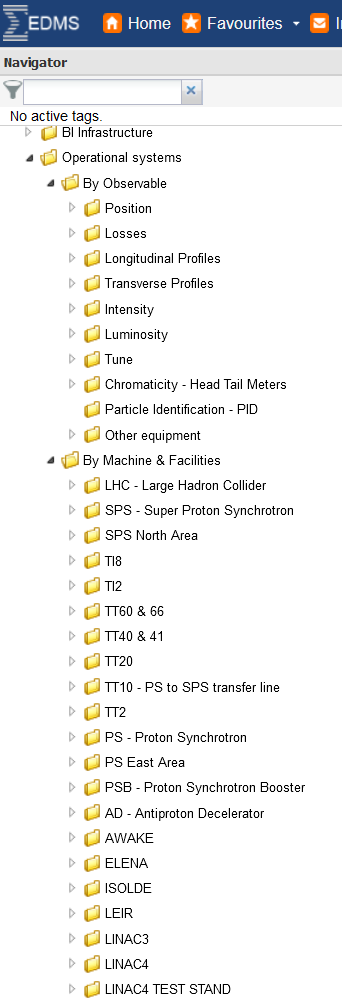 EDMS Home Favourites
Navigator
No active tags.
BI Infrastructure
Operational systems
By Observable
Position
Losses
Longitudinal Profiles
Transverse Profiles
Intensity
Luminosity
Tune
Chromaticity - Head Tail Meters
Particle Identification - PID
Other equipment
By Machine & Facilities
LHC - Large Hadron Collider
SPS - Super Proton Synchrotron
SPS North Area
TI8
TI2
TT60 & 66
TT40 & 41
TT20
TT10 - PS to SPS transfer line
TT2
PS - Proton Synchrotron
PS East Area
PSB - Proton Synchrotron Booster
AD - Antiproton Decelerator
AWAKE
ELENA
ISOLDE
LEIR
LINAC3
LINAC4
LINAC4 TEST STAND